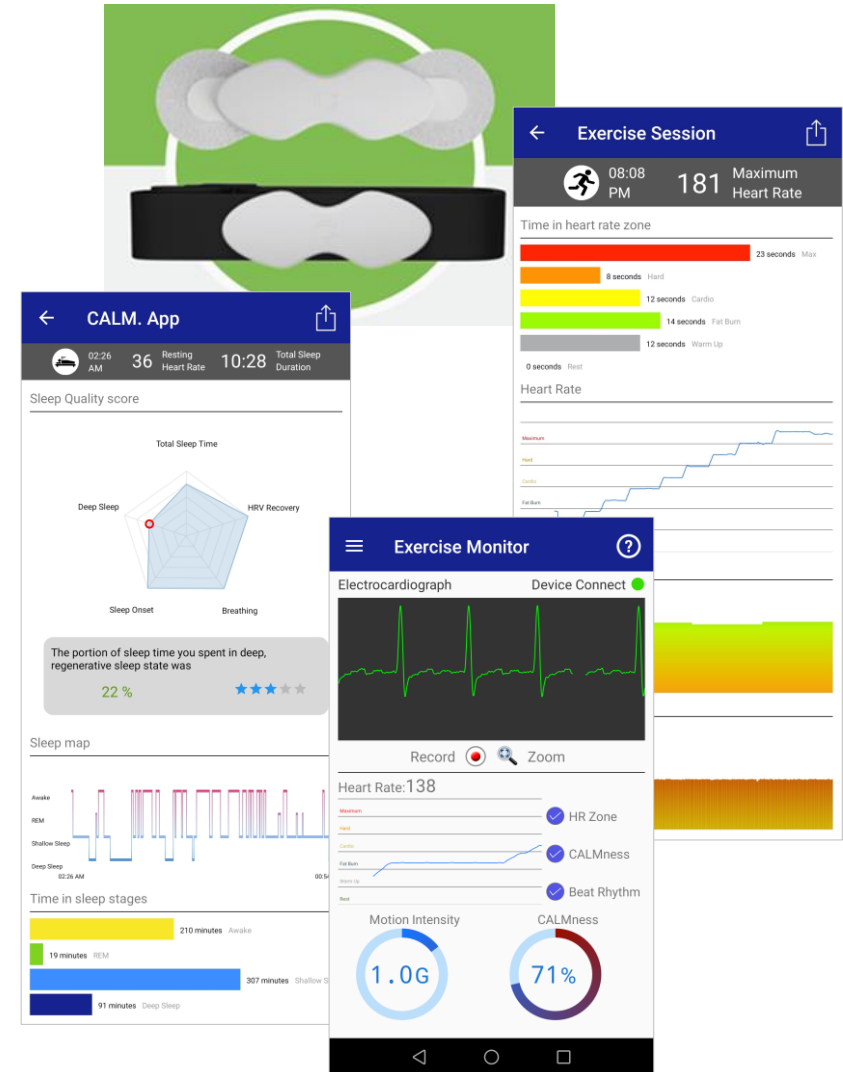 Exercise Session
08:08
PM
181
Maximum
Heart Rate
Time in heart rate zone
23 seconds Max
8 seconds Hard
12 seconds Cardio
14 seconds Fat Burn
12 seconds Warm Up
0 seconds Rest
Heart Rate
Maximum
Hard
Cardio
Fat Burn
CALM. App
02:26
AM
36
Resting
Heart Rate
10:28
Total Sleep
Duration
Sleep Quality score
Total Sleep Time
Deep Sleep
HRV Recovery
Sleep Onset
Breathing
The portion of sleep time you spent in deep,
regenerative sleep state was
22 %
Sleep map
Awake
REM
Shallow Sleep
Deep Sleep
02:26 AM
00:54
Time in sleep stages
210 minutes Awake
19 minutes REM
307 minutes Shallow S
91 minutes Deep Sleep
Exercise Monitor
?
Electrocardiograph
Device Connect
Record
Zoom
Heart Rate:138
Maximum
Hard
Cardio
Fat Burn
Warm Up
Rest
HR Zone
CALMness
Beat Rhythm
Motion Intensity
CALMness
1.0G
71%